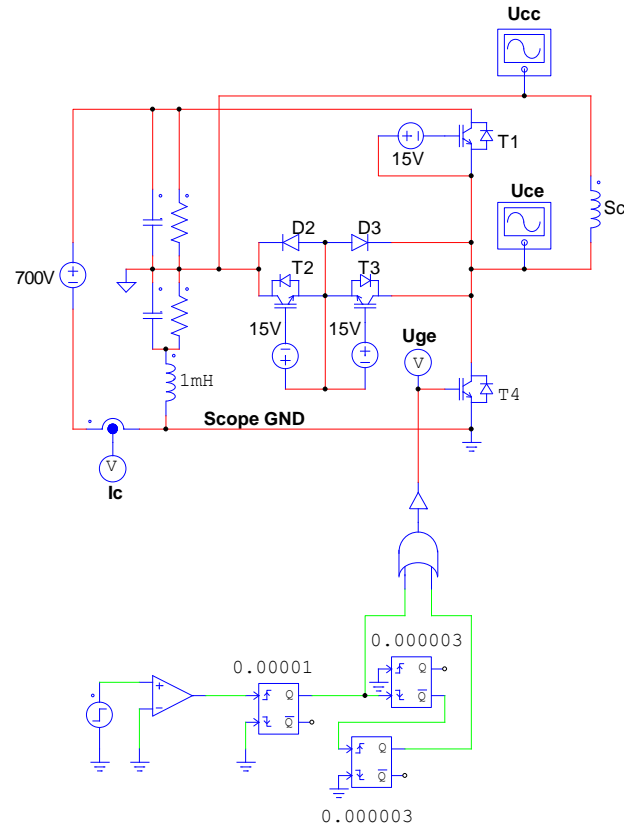 Ucc
T1
15V
Uce
Sc
D2
D3
T2
T3
700V
15V
15V
Uge
V
1mH
T4
Scope GND
V
Ic
0.000003
0.00001
Q
Q
Q
Q
Q
Q
0.000003